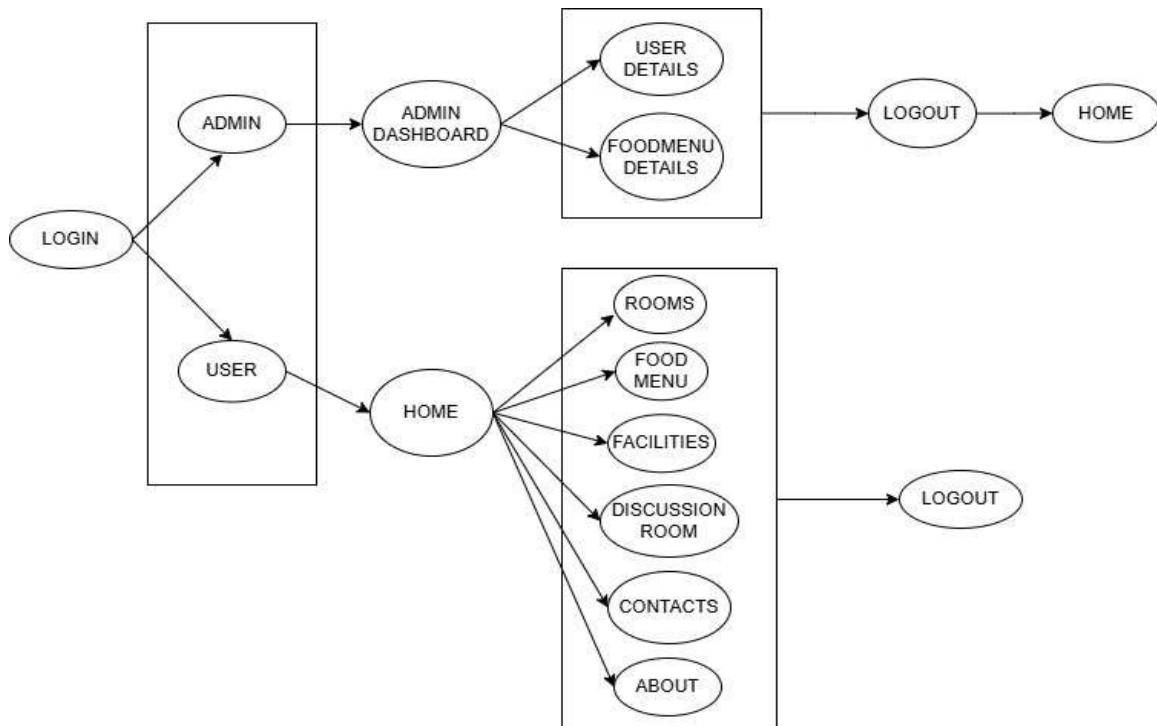 USER
DETAILS
ADMIN
ADMIN
DASHBOARD
LOGOUT
HOME
FOODMENU
DETAILS
LOGIN
ROOMS
USER
FOOD
MENU
HOME
FACILITIES
DISCUSSION
ROOM
LOGOUT
CONTACTS
ABOUT